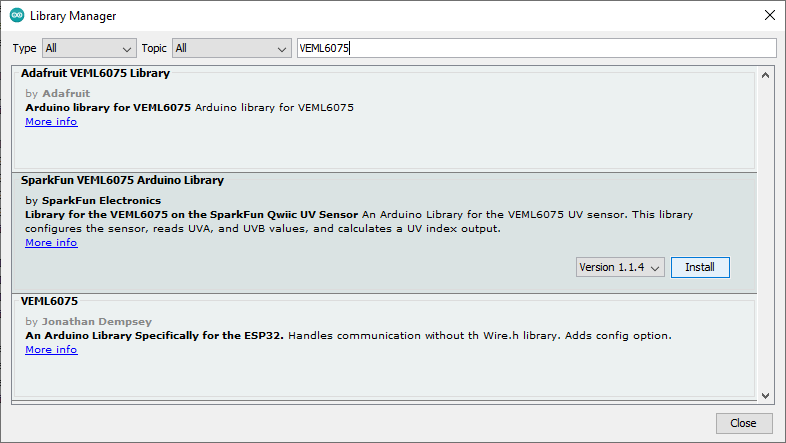 Library Manager
Type All Topic All VEML6075
Adafruit VEML6075 Library
by Adafruit
Arduino library for VEML6075 Arduino library for VEML6075
More info
SparkFun VEML6075 Arduino Library
by SparkFun Electronics
Library for the VEML6075 on the SparkFun Qwiic UV Sensor An Arduino Library for the VEML6075 UV sensor. This library
configures the sensor, reads UVA, and UVB values, and calculates a UV index output.
More info
Version 1.1.4 Install
VEML6075
by Jonathan Dempsey
An Arduino Library Specifically for the ESP32. Handles communication without th Wire.h library. Adds config option.
More info
Close